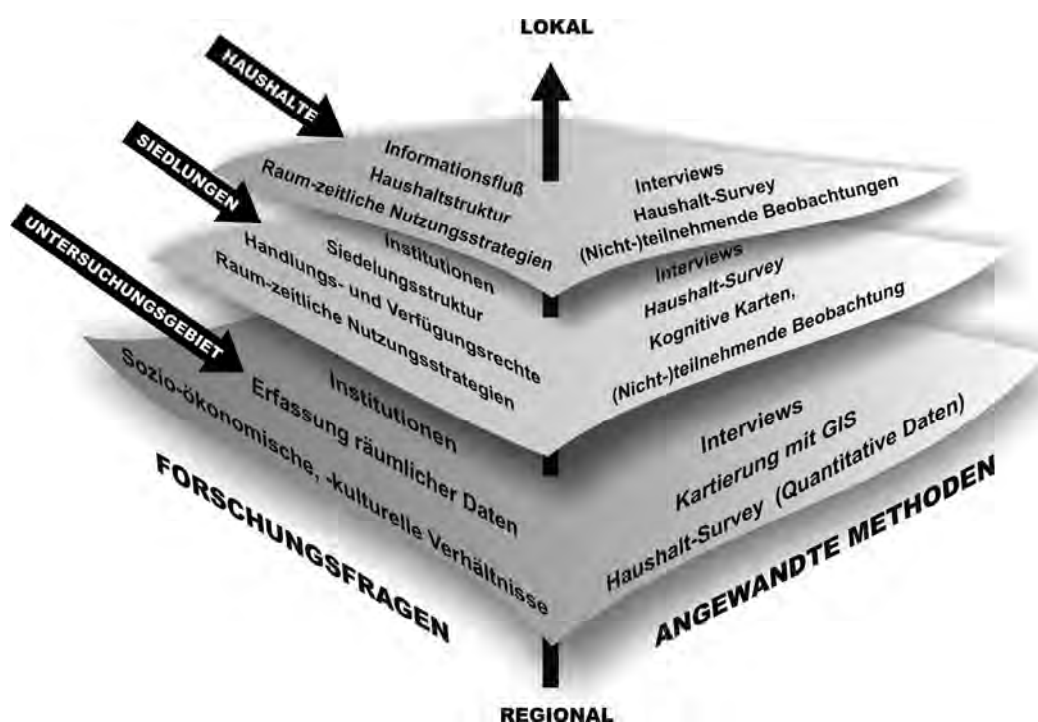 LOKAL
HAUSHALTE
Informationsfluß
Haushaltstruktur
Raum-zeitliche Nutzungsstrategien
Interviews
Haushalt-Survey
(Nicht-)teilnehmende Beobachtungen
SIEDLUNGEN
Institutionen
Siedelungsstruktur
Handlungs- und Verfügungsrechte
Raum-zeitliche Nutzungsstrategien
Interviews
Haushalt-Survey
Kognitive Karten,
(Nicht-)teilnehmende Beobachtung
UNTERSUCHUNGSGEBIET
Institutionen
Erfassung räumlicher Daten
Sozio-ökonomische, -kulturelle Verhältnisse
Interviews
Kartierung mit GIS
Haushalt-Survey (Quantitative Daten)
FORSCHUNGSFRAGEN
ANGEWANDTE METHODEN
REGIONAL